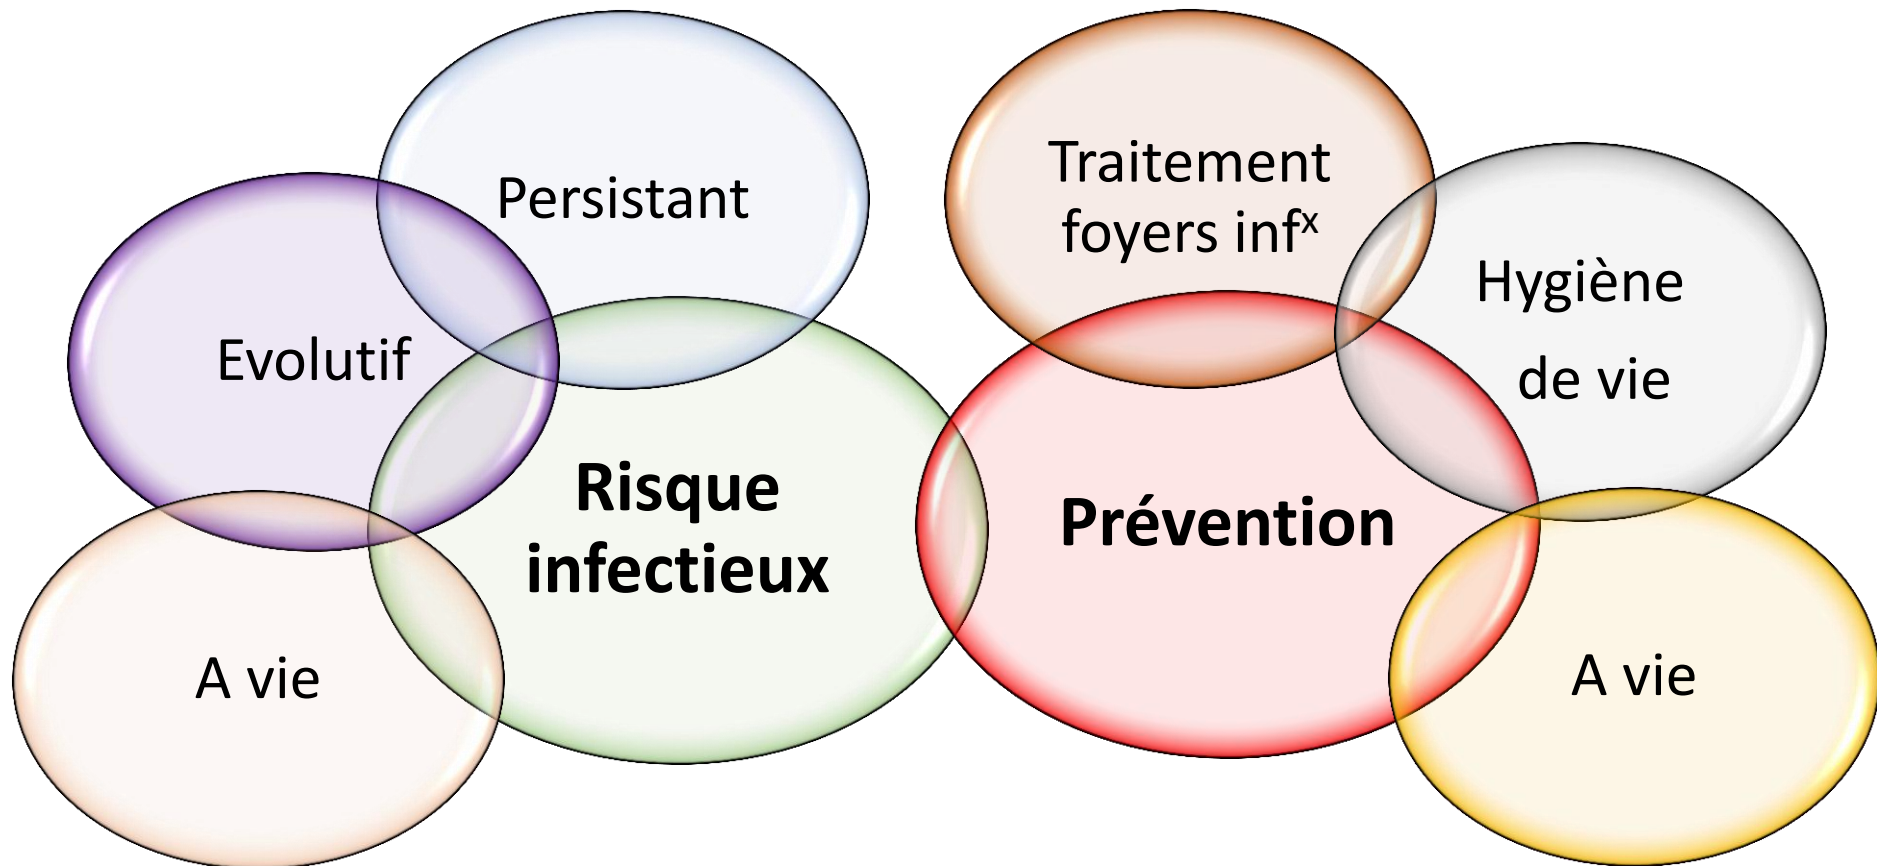 Persistant
Evolutif
A vie
Risque
infectieux
Traitement
foyers infˣ
Hygiène
de vie
Prévention
A vie